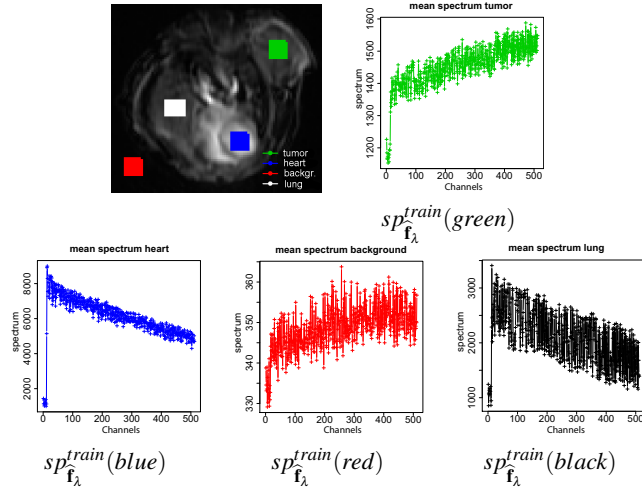 mean spectrum tumor
spectrum
1200 1300 1400 1500 1600
0 100 200 300 400 500
Channels
tumor
heart
backgr.
lung
sp^{train}_{\hat{f}_λ}(green)
mean spectrum heart
spectrum
2000 4000 6000 8000
0 100 200 300 400 500
Channels
mean spectrum background
spectrum
330 340 350 360
0 100 200 300 400 500
Channels
mean spectrum lung
spectrum
1000 2000 3000
0 100 200 300 400 500
Channels
sp^{train}_{\hat{f}_λ}(blue)
sp^{train}_{\hat{f}_λ}(red)
sp^{train}_{\hat{f}_λ}(black)